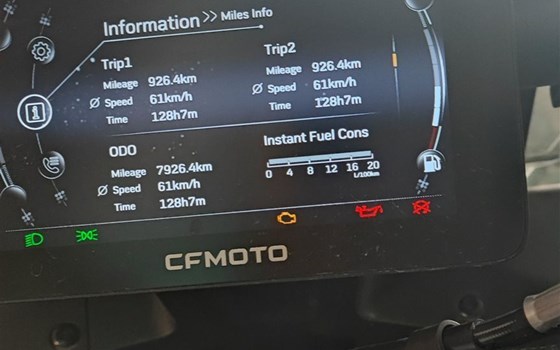 Information >> Miles Info
Trip1
Mileage 926.4km
Ø Speed 61km/h
Time 128h7m
Trip2
Mileage 926.4km
Ø Speed 61km/h
Time 128h7m
ODO
Mileage 7926.4km
Ø Speed 61km/h
Time 128h7m
Instant Fuel Cons
0 4 8 12 16 20
L/100km
CFMOTO